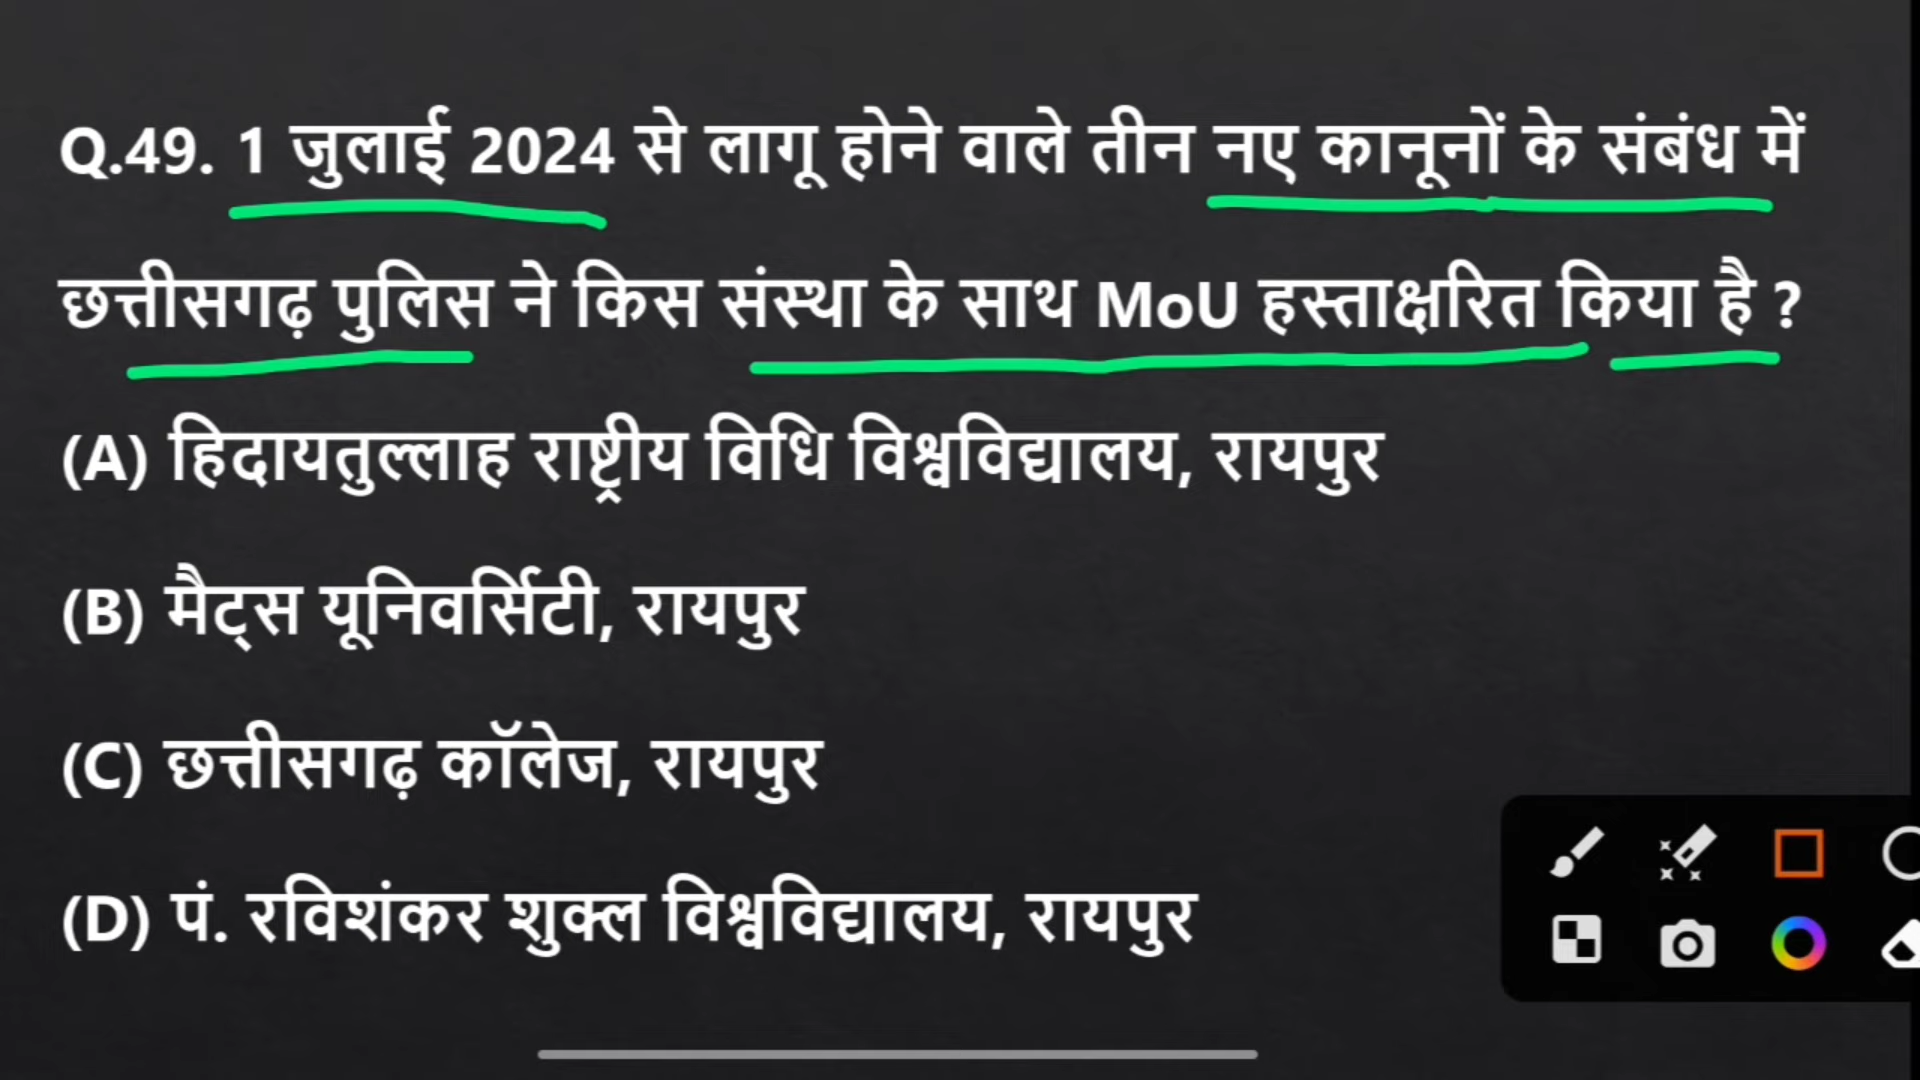 Q.49. 1 जुलाई 2024 से लागू होने वाले तीन नए कानूनों के संबंध में
छत्तीसगढ़ पुलिस ने किस संस्था के साथ MoU हस्ताक्षरित किया है ?
(A) हिदायतुल्लाह राष्ट्रीय विधि विश्वविद्यालय, रायपुर
(B) मैट्स यूनिवर्सिटी, रायपुर
(C) छत्तीसगढ़ कॉलेज, रायपुर
(D) पं. रविशंकर शुक्ल विश्वविद्यालय, रायपुर